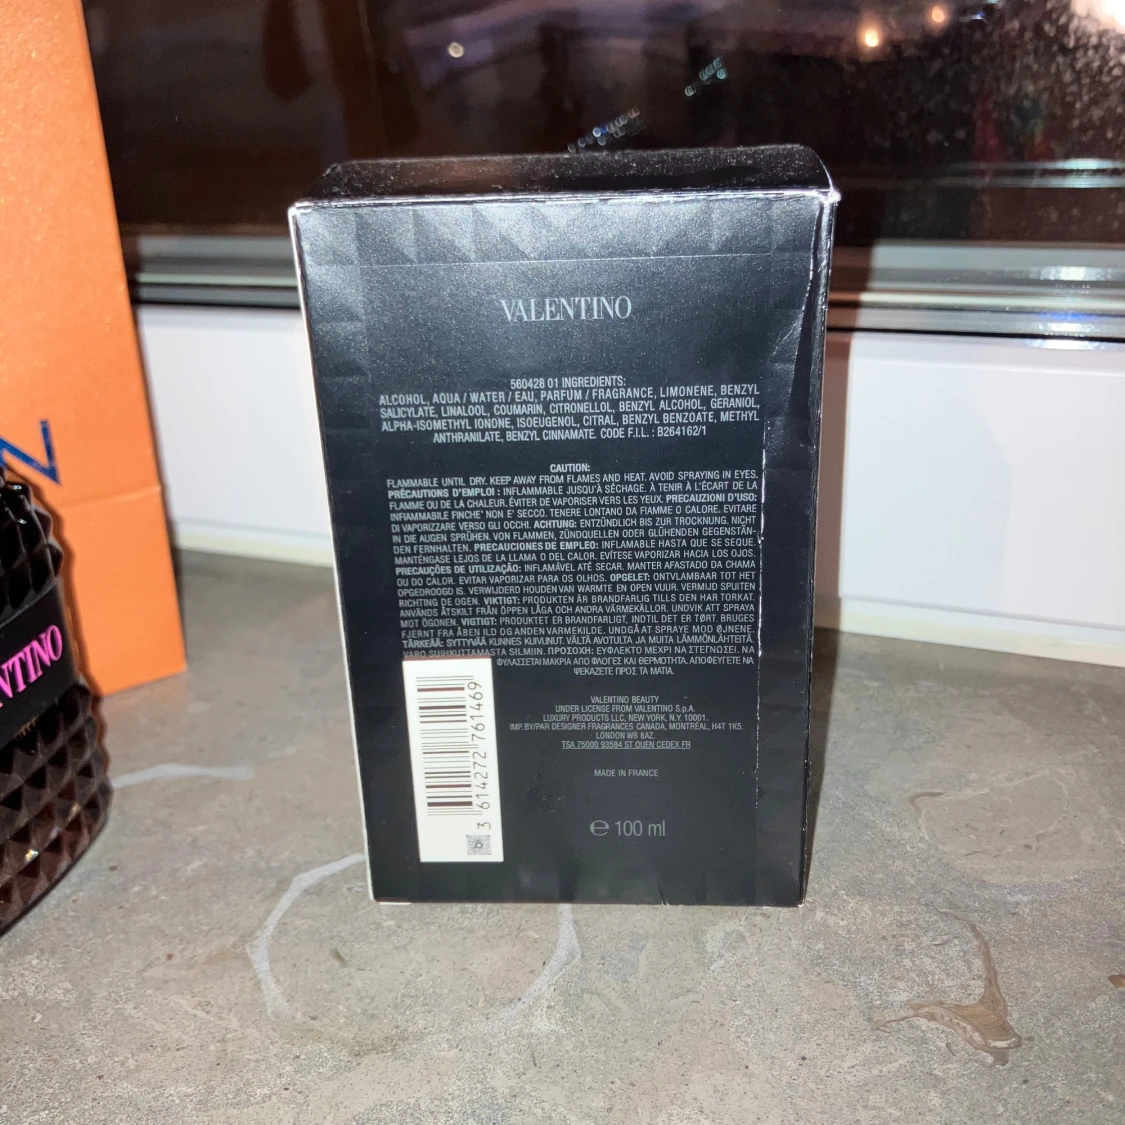 VALENTINO
560428 01 INGREDIENTS:
ALCOHOL, AQUA / WATER / EAU, PARFUM / FRAGRANCE, LIMONENE, BENZYL
SALICYLATE, LINALOOL, COUMARIN, CITRONELLOL, BENZYL ALCOHOL, GERANIOL,
ALPHA-ISOMETHYL IONONE, ISOEUGENOL, CITRAL, BENZYL BENZOATE, METHYL
ANTHRANILATE, BENZYL CINNAMATE. CODE F.I.L. : B264162/1
CAUTION:
FLAMMABLE UNTIL DRY. KEEP AWAY FROM FLAMES AND HEAT. AVOID SPRAYING IN EYES.
PRÉCAUTIONS D'EMPLOI : INFLAMMABLE JUSQU'À SÉCHAGE. À TENIR À L'ÉCART DE LA
FLAMME OU DE LA CHALEUR. ÉVITER DE VAPORISER VERS LES YEUX. PRECAUZIONI D'USO:
INFIAMMABILE FINCHE' NON E' SECCO. TENERE LONTANO DA FIAMME O CALORE. EVITARE
DI VAPORIZZARE VERSO GLI OCCHI. ACHTUNG: ENTZÜNDLICH BIS ZUR TROCKNUNG. NICHT
IN DIE AUGEN SPRÜHEN. VON FLAMMEN, ZÜNDQUELLEN ODER GLÜHENDEN GEGENSTÄN-
DEN FERNHALTEN. PRECAUCIONES DE EMPLEO: INFLAMABLE HASTA QUE SE SEQUE.
MANTÉNGASE LEJOS DE LA LLAMA O DEL CALOR. EVÍTESE VAPORIZAR HACIA LOS OJOS.
PRECAUÇÕES DE UTILIZAÇÃO: INFLAMÁVEL ATÉ SECAR. MANTER AFASTADO DA CHAMA
OU DO CALOR. EVITAR VAPORIZAR PARA OS OLHOS. OPGELET: ONTVLAMBAAR TOT HET
OPGEDROOGD IS. VERWIJDERD HOUDEN VAN WARMTE EN OPEN VUUR. VERMIJD SPUITEN
RICHTING DE OGEN. VIKTIGT: PRODUKTEN ÄR BRANDFARLIG TILLS DEN HAR TORKAT.
ANVÄNDS ÅTSKILT FRÅN ÖPPEN LÅGA OCH ANDRA VÄRMEKÄLLOR. UNDVIK ATT SPRAYA
MOT ÖGONEN. VIGTIGT: PRODUKTET ER BRANDFARLIGT, INDTIL DET ER TØRT. BRUGES
FJERNT FRA ÅBEN ILD OG ANDEN VARMEKILDE. UNDGÅ AT SPRAYE MOD ØJNENE.
TÄRKEÄÄ: SYTTYVÄÄ KUNNES KUIVUNUT. VÄLTÄ AVOTULTA JA MUITA LÄMMÖNLÄHTEITÄ.
VARO SUIHKUTTAMASTA SILMIIN. ΠΡΟΣΟΧΗ: ΕΥΦΛΕΚΤΟ ΜΕΧΡΙ ΝΑ ΣΤΕΓΝΩΣΕΙ. ΝΑ
ΦΥΛΑΣΣΕΤΑΙ ΜΑΚΡΙΑ ΑΠΟ ΦΛΟΓΕΣ ΚΑΙ ΘΕΡΜΟΤΗΤΑ. ΑΠΟΦΕΥΓΕΤΕ ΝΑ
ΨΕΚΑΖΕΤΕ ΠΡΟΣ ΤΑ ΜΑΤΙΑ.
VALENTINO BEAUTY
UNDER LICENSE FROM VALENTINO S.p.A.
LUXURY PRODUCTS LLC, NEW YORK, N.Y. 10001.
IMP. BY/PAR DESIGNER FRAGRANCES CANADA, MONTRÉAL, H4T 1K5,
LONDON W6 8AZ.
TSA 75000 93584 ST OUEN CEDEX FR
MADE IN FRANCE
℮ 100 ml
3 614272 761469
NTINO
N